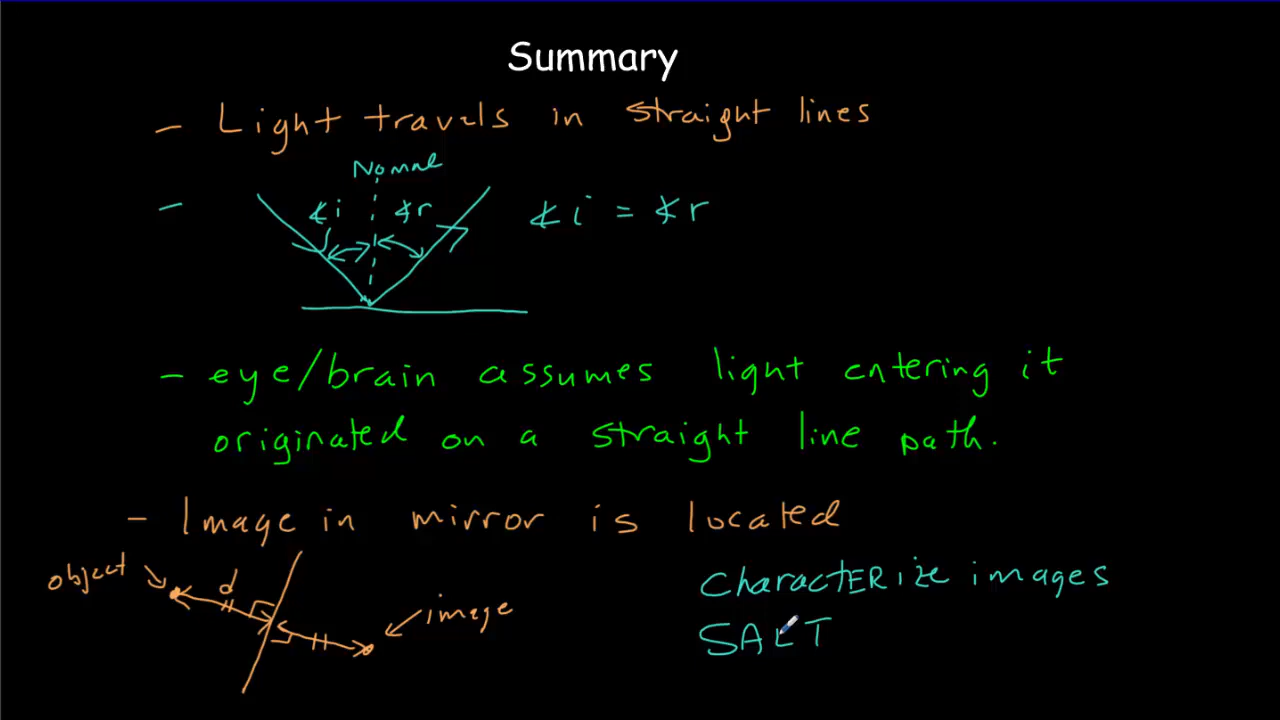 Summary
- Light travels in straight lines
Normal
- ∢i ∢r ∢i = ∢r
- eye/brain assumes light entering it
originated on a straight line path.
- Image in mirror is located
object d
image
CharactERize images
SALT